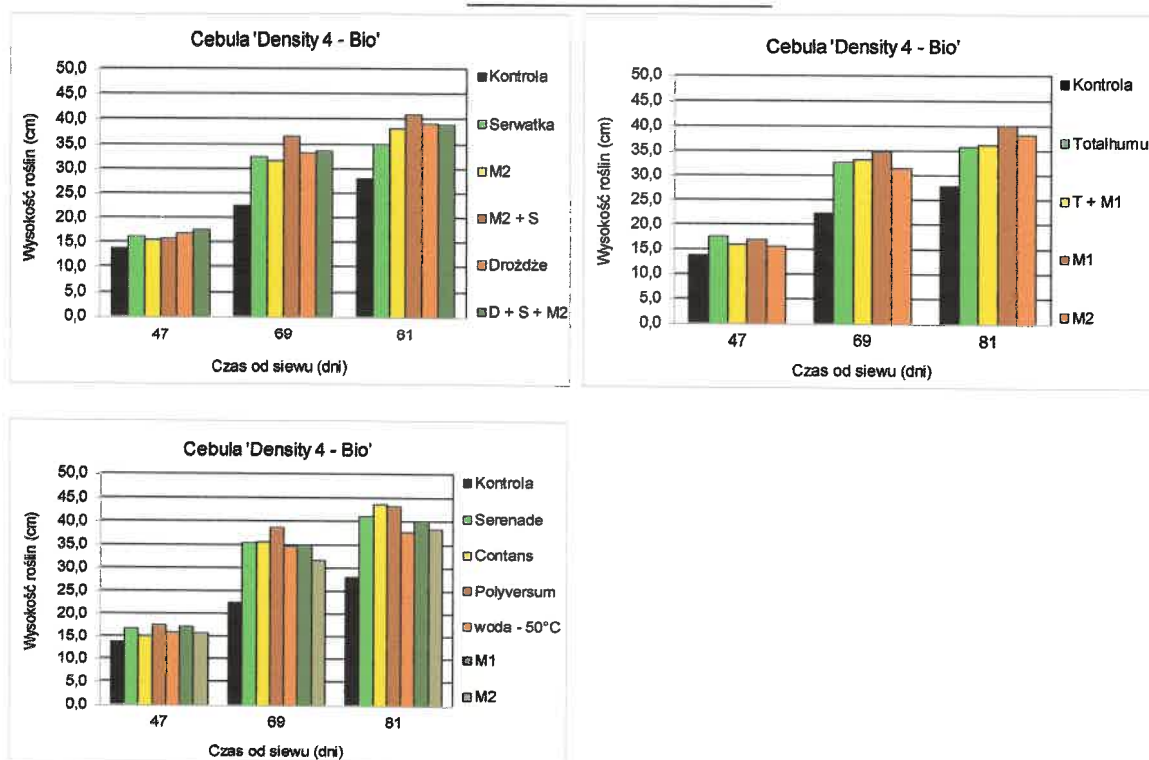 Cebula 'Density 4 - Bio'
Wysokość roślin (cm)
50,0
45,0
40,0
35,0
30,0
25,0
20,0
15,0
10,0
5,0
0,0
47
69
81
Czas od siewu (dni)
Kontrola
Serwatka
M2
M2 + S
Drożdże
D + S + M2
Cebula 'Density 4 - Bio'
Wysokość roślin (cm)
50,0
45,0
40,0
35,0
30,0
25,0
20,0
15,0
10,0
5,0
0,0
47
69
81
Czas od siewu (dni)
Kontrola
Totalhumu
T + M1
M1
M2
Cebula 'Density 4 - Bio'
Wysokość roślin (cm)
50,0
45,0
40,0
35,0
30,0
25,0
20,0
15,0
10,0
5,0
0,0
47
69
81
Czas od siewu (dni)
Kontrola
Serenade
Contans
Polyversum
woda - 50°C
M1
M2